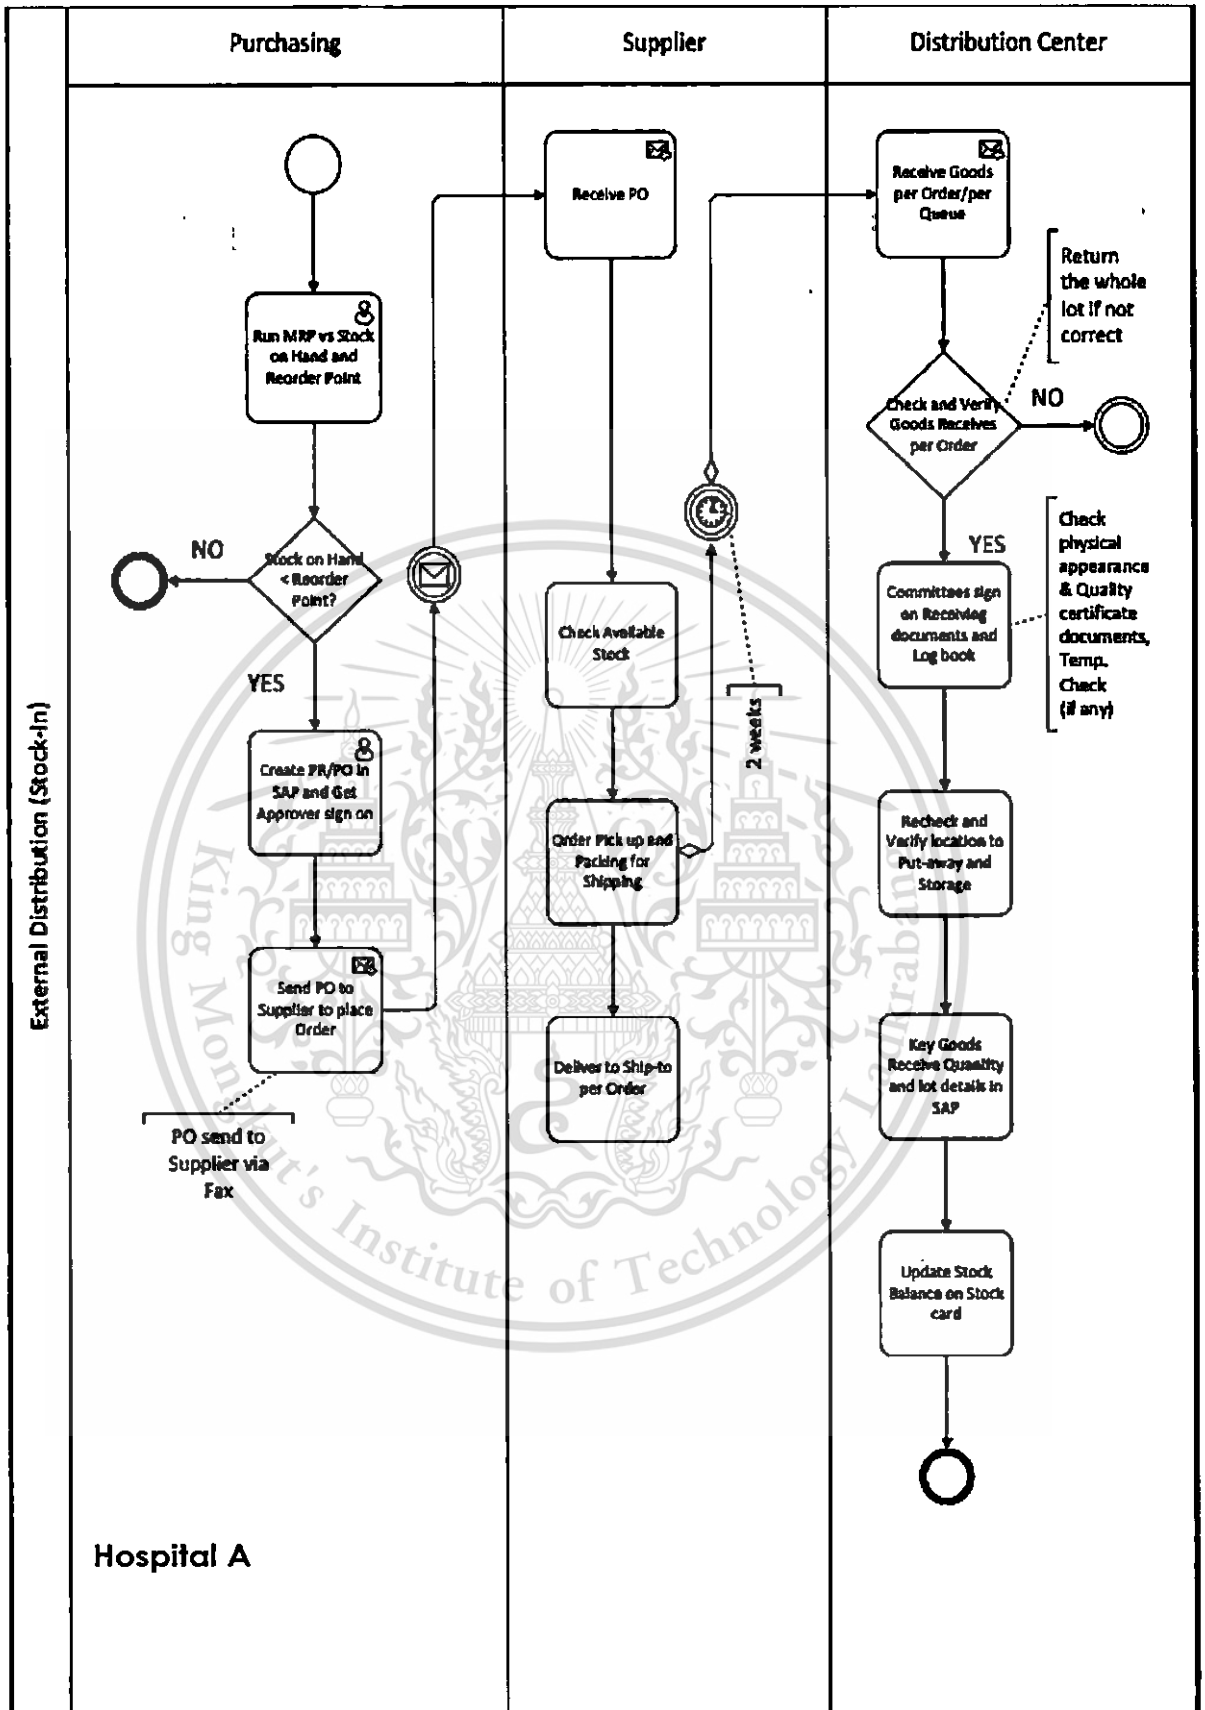 Purchasing
Supplier
Distribution Center
External Distribution (Stock-In)
Run MRP vs Stock
on Hand and
Reorder Point
Stock on Hand
< Reorder
Point?
NO
YES
Create PR/PO in
SAP and Get
Approver sign on
Send PO to
Supplier to place
Order
PO send to
Supplier via
Fax
Receive PO
Check Available
Stock
Order Pick up and
Packing for
Shipping
2 weeks
Deliver to Ship-to
per Order
Receive Goods
per Order/per
Queue
Return
the whole
lot if not
correct
Check and Verify
Goods Receives
per Order
NO
YES
Committees sign
on Receiving
documents and
Log book
Check
physical
appearance
& Quality
certificate
documents,
Temp.
Check
(if any)
Recheck and
Verify location to
Put-away and
Storage
Key Goods
Receive Quantity
and lot details in
SAP
Update Stock
Balance on Stock
card
Hospital A
King Mongkut's Institute of Technology Ladkrabang